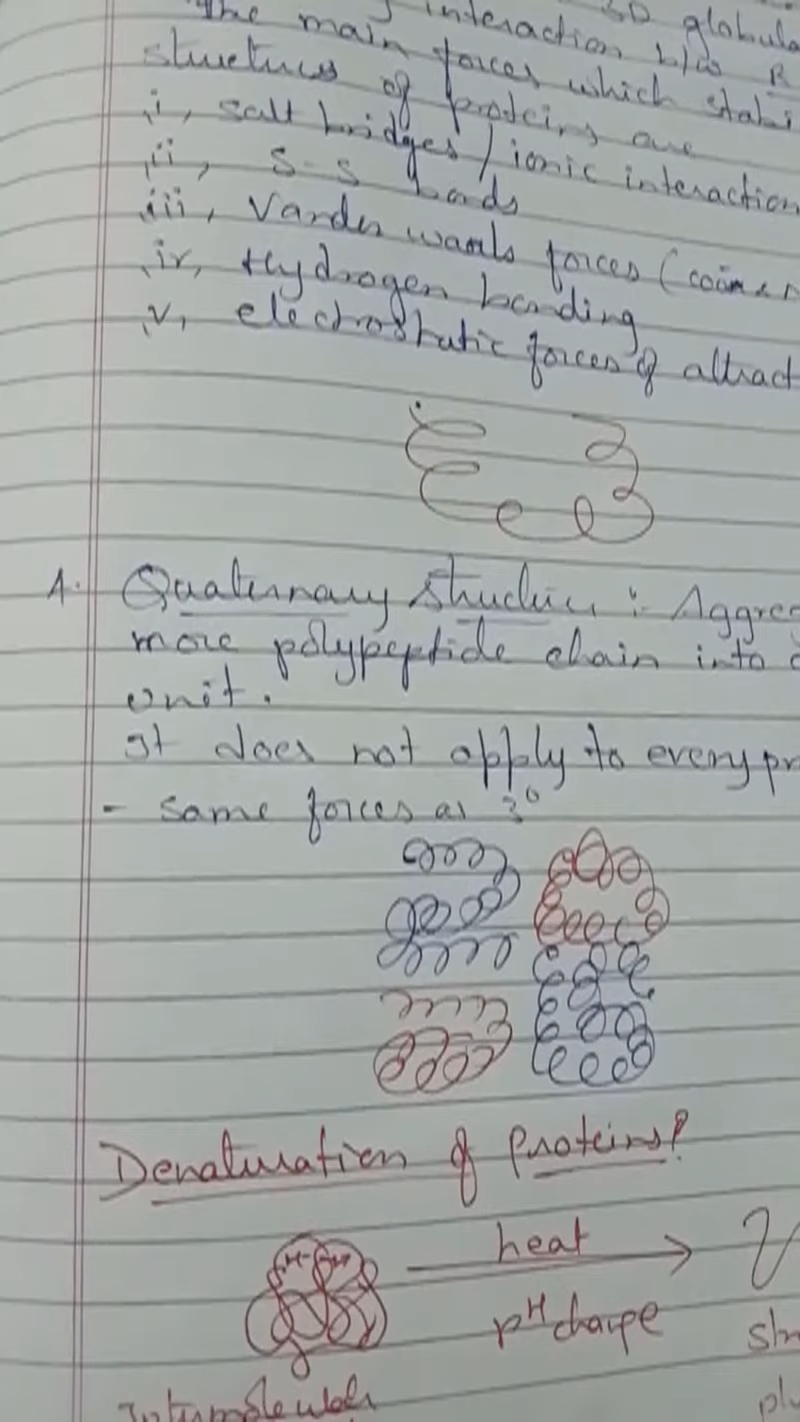 The main interaction b/w R
3D globula
forces which stabi
structures of proteins are
i, salt bridges / ionic interaction
ii, S-S bonds
iii, Vander waals forces (
iv, Hydrogen bonding
v, electrostatic forces of attract
4. Quaternary structure :- Aggre
more polypeptide chain into
unit.
It does not apply to every pr
- same forces as 3°
Denaturation of Proteins?
heat
pH change
Intermolecular